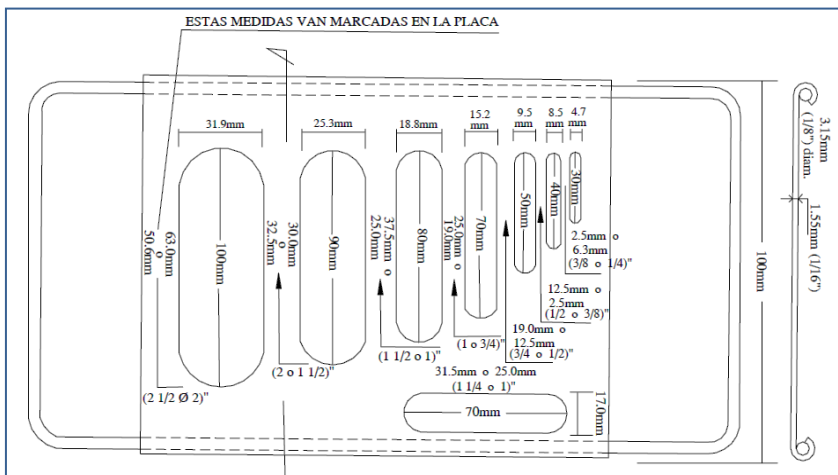 ESTAS MEDIDAS VAN MARCADAS EN LA PLACA
31.9mm
25.3mm
18.8mm
15.2
mm
9.5
mm
8.5
mm
4.7
mm
63.0mm
o
50.6mm
100mm
(2 1/2 Ø 2)"
30.0mm
o
32.5mm
90mm
(2 o 1 1/2)"
37.5mm o
25.0mm
80mm
(1 1/2 o 1)"
25.0mm o
19.0mm
70mm
(1 o 3/4)"
50mm
19.0mm o
12.5mm
(3/4 o 1/2)"
40mm
12.5mm o
2.5mm
(1/2 o 3/8)"
30mm
2.5mm o
6.3mm
(3/8 o 1/4)"
31.5mm o 25.0mm
(1 1/4 o 1)"
70mm
17.0mm
100mm
3.15mm
(1/8") diam.
1.55mm (1/16")